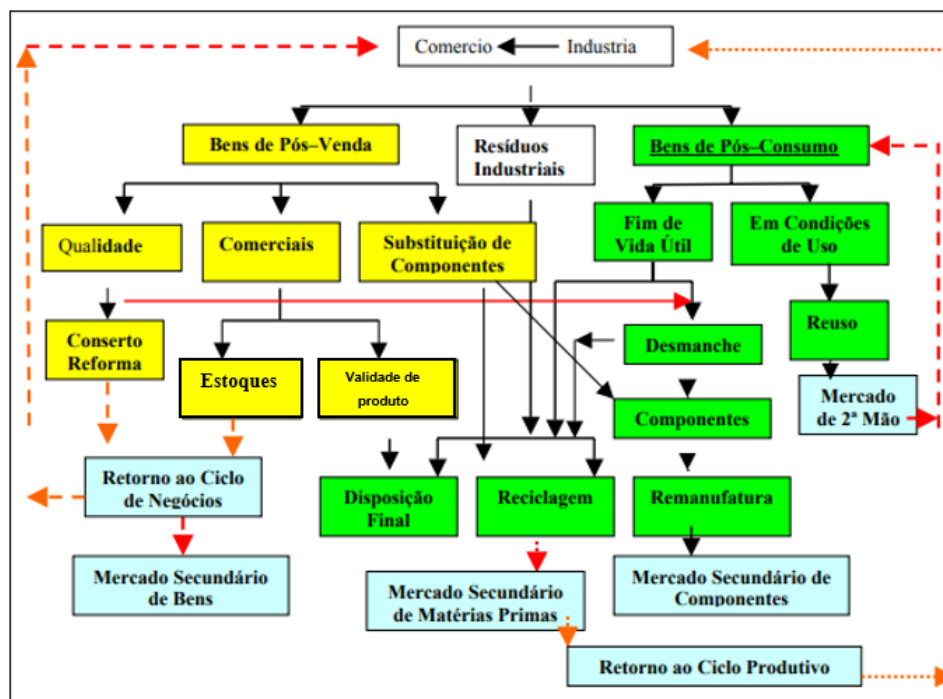 Comercio Industria
Bens de Pós–Venda
Resíduos
Industriais
Bens de Pós–Consumo
Qualidade
Comerciais
Substituição de
Componentes
Fim de
Vida Útil
Em Condições
de Uso
Conserto
Reforma
Estoques
Validade de
produto
Desmanche
Reuso
Componentes
Mercado
de 2ª Mão
Retorno ao Ciclo
de Negócios
Disposição
Final
Reciclagem
Remanufatura
Mercado Secundário
de Bens
Mercado Secundário
de Matérias Primas
Mercado Secundário de
Componentes
Retorno ao Ciclo Produtivo